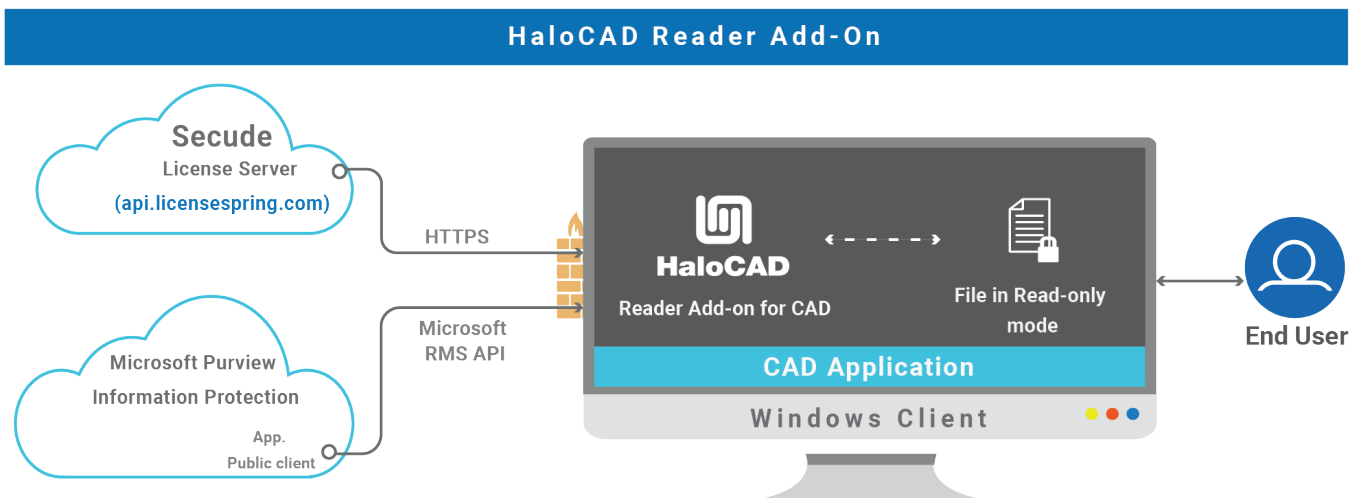 HaloCAD Reader Add-On
Secude
License Server
(api.licensespring.com)
HTTPS
Microsoft
RMS API
Microsoft Purview
Information Protection
App.
Public client
HaloCAD
Reader Add-on for CAD
File in Read-only
mode
CAD Application
Windows Client
End User